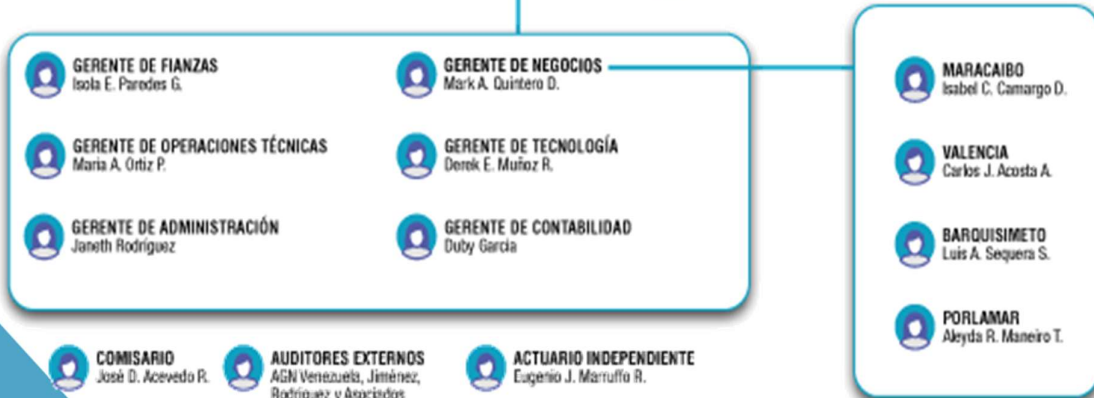 GERENTE DE FIANZAS
Isola E. Paredes G.
GERENTE DE NEGOCIOS
Mark A. Quintero D.
GERENTE DE OPERACIONES TÉCNICAS
Maria A. Ortiz P.
GERENTE DE TECNOLOGÍA
Derek E. Muñoz R.
GERENTE DE ADMINISTRACIÓN
Janeth Rodríguez
GERENTE DE CONTABILIDAD
Duby Garcia
MARACAIBO
Isabel C. Camargo D.
VALENCIA
Carlos J. Acosta A.
BARQUISIMETO
Luis A. Sequera S.
PORLAMAR
Aleyda R. Maneiro T.
COMISARIO
José D. Acevedo R.
AUDITORES EXTERNOS
AGN Venezuela, Jiménez,
Rodríguez y Asociados
ACTUARIO INDEPENDIENTE
Eugenio J. Marruffo R.